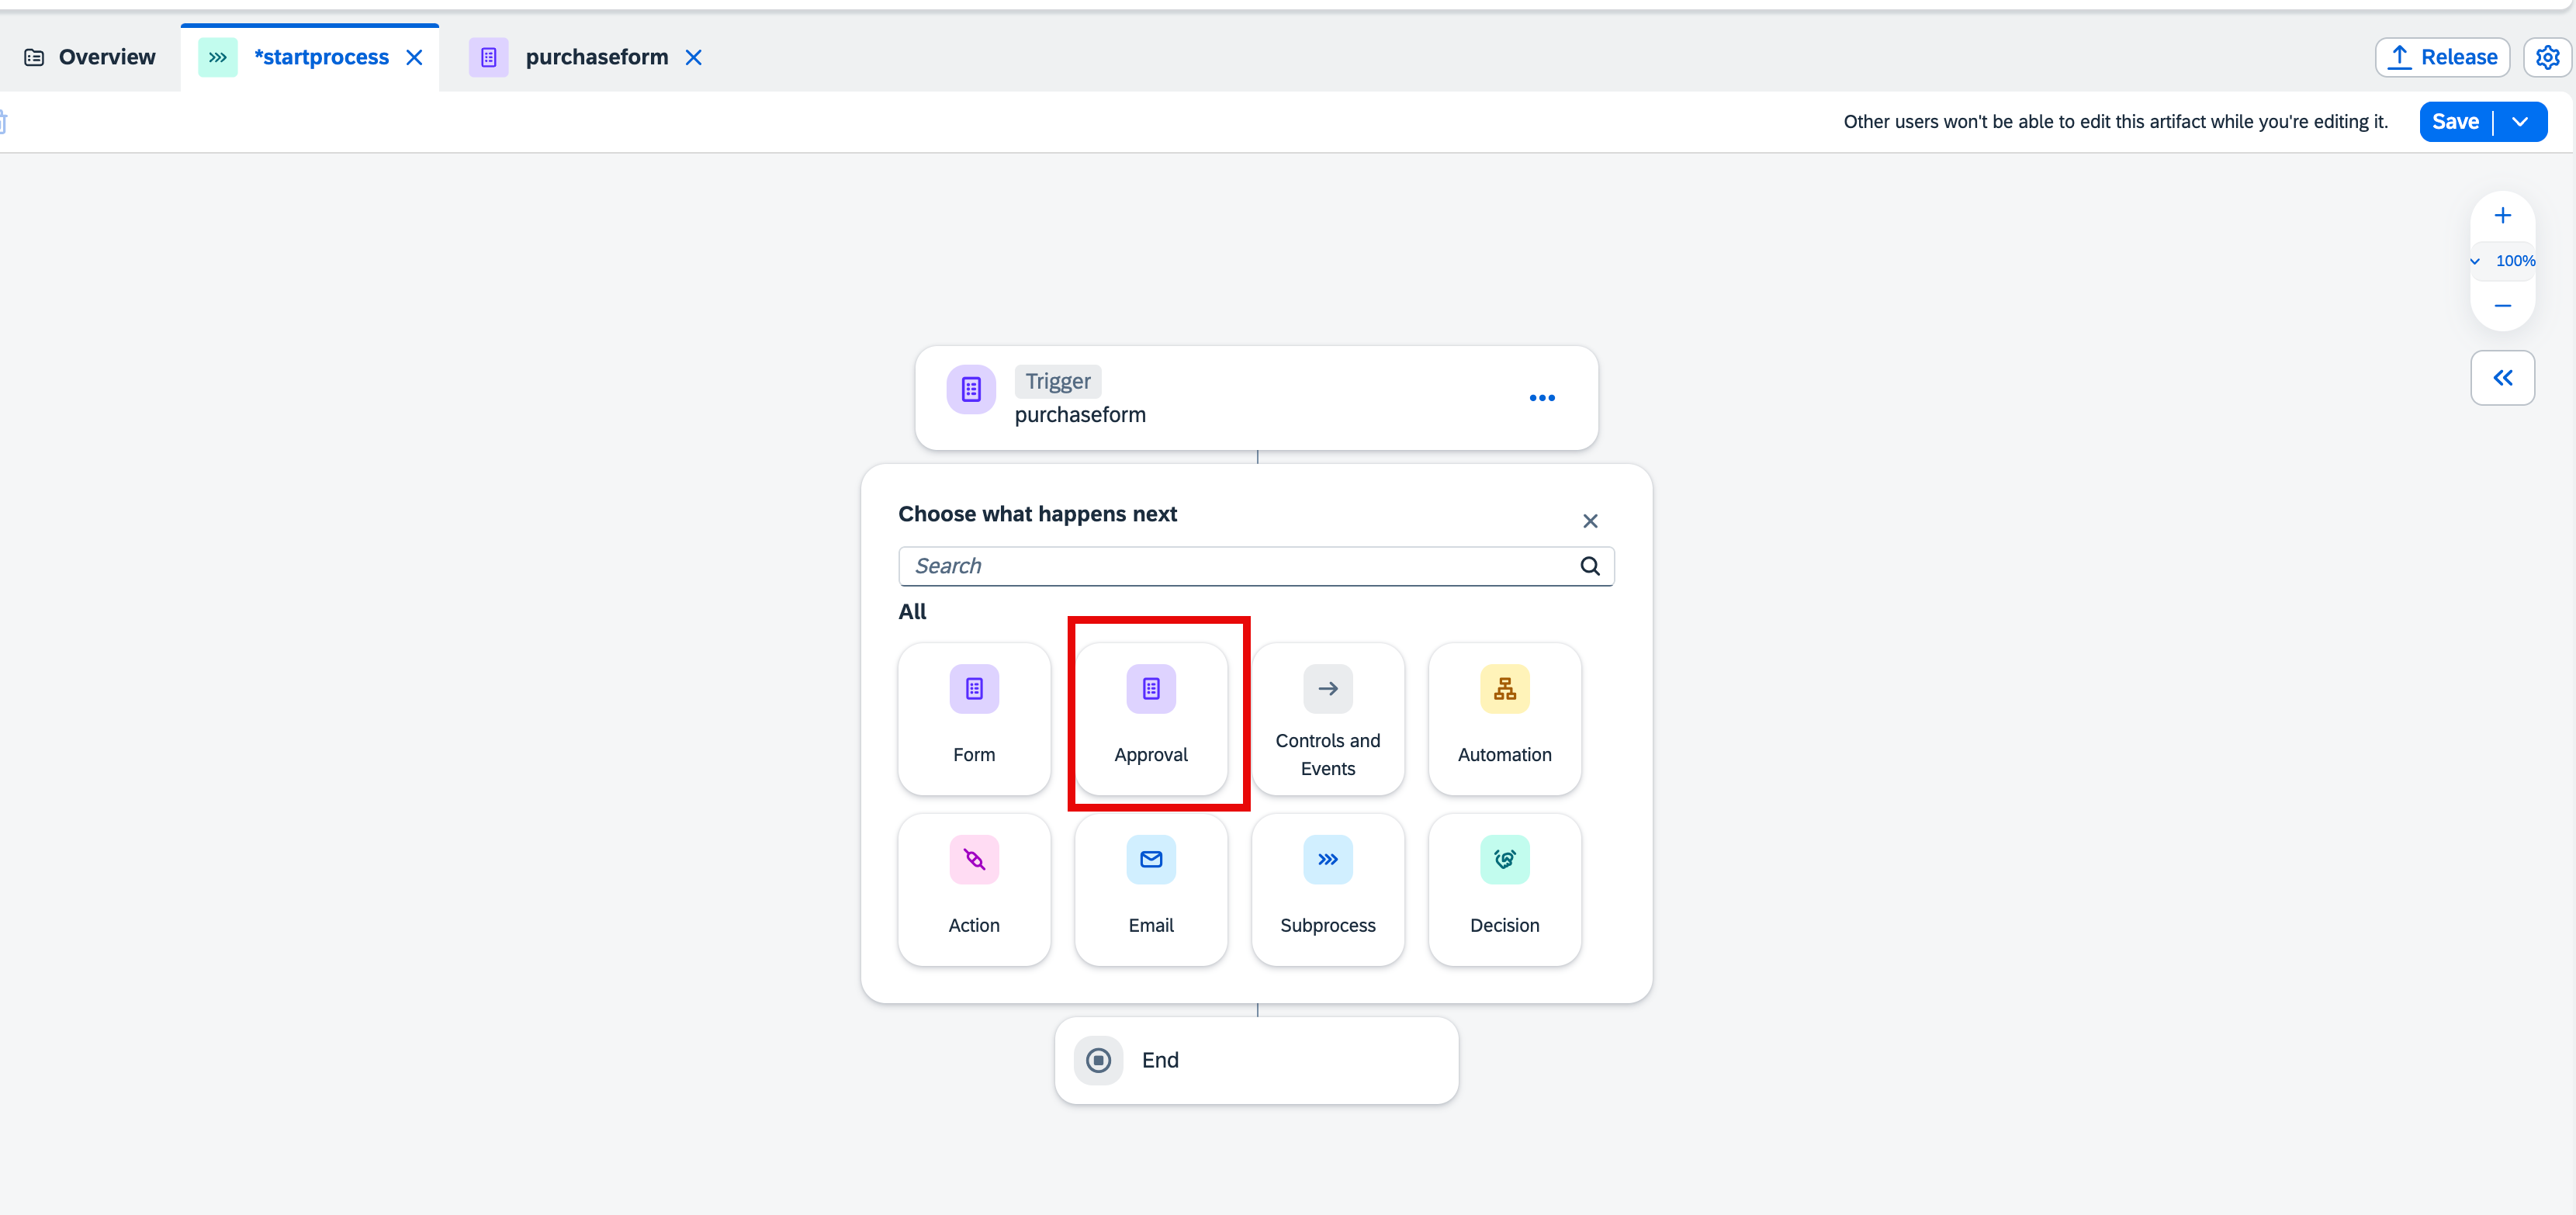 Overview
*startprocess
purchaseform
Release
Other users won't be able to edit this artifact while you're editing it.
Save
100%
Trigger
purchaseform
Choose what happens next
Search
All
Form
Approval
Controls and
Events
Automation
Action
Email
Subprocess
Decision
End